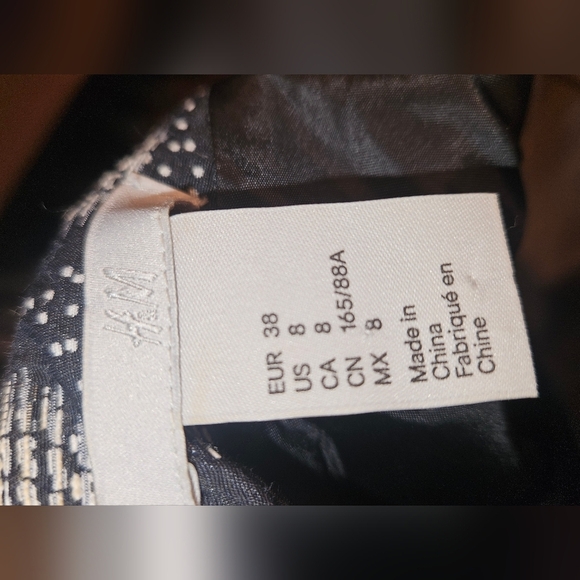 H&M
EUR 38
US 8
CA 8
CN 165/88A
MX 8
Made in
China
Fabriqué en
Chine